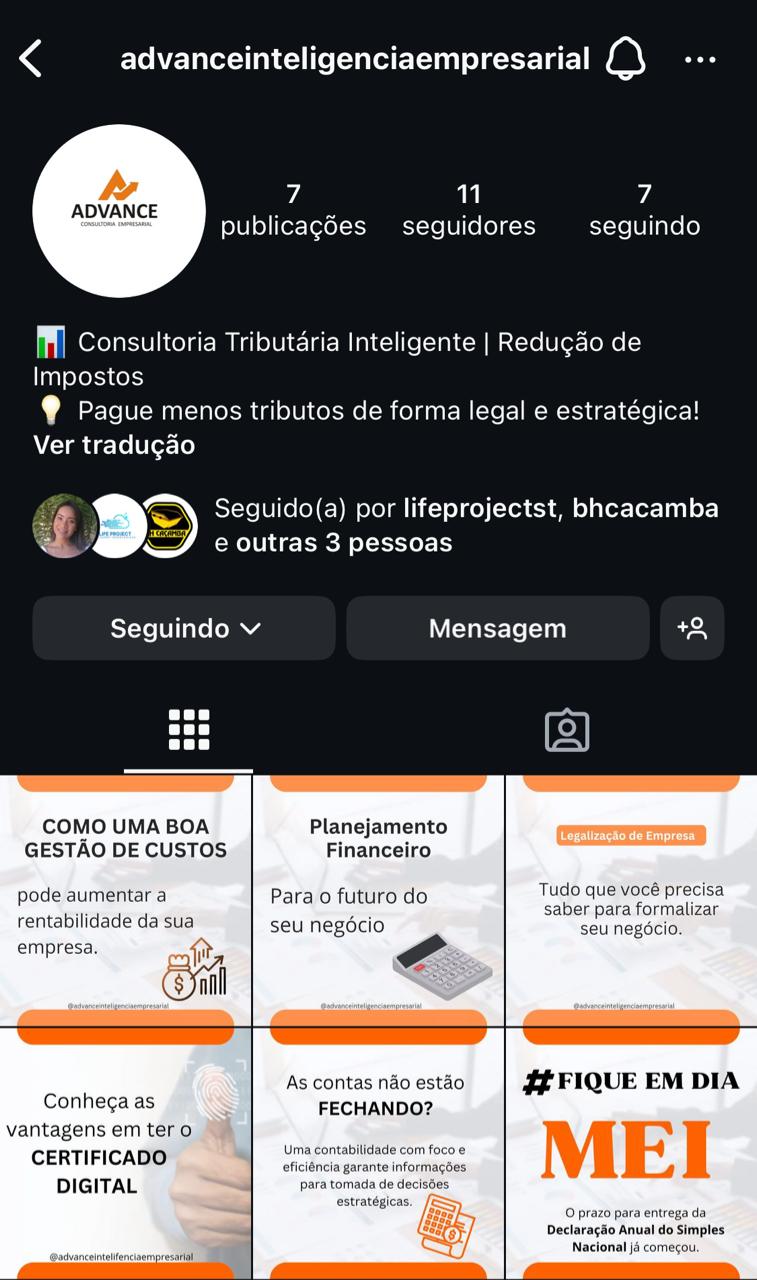 advanceinteligenciaempresarial
ADVANCE
CONSULTORIA EMPRESARIAL
7
publicações
11
seguidores
7
seguindo
Consultoria Tributária Inteligente | Redução de
Impostos
Pague menos tributos de forma legal e estratégica!
Ver tradução
LIFE PROJECT
H CAÇAMBA
Seguido(a) por lifeprojectst, bhcacamba
e outras 3 pessoas
Seguindo
Mensagem
COMO UMA BOA
GESTÃO DE CUSTOS
pode aumentar a
rentabilidade da sua
empresa.
@advanceinteligenciaempresarial
Planejamento
Financeiro
Para o futuro do
seu negócio
@advanceinteligenciaempresarial
Legalização de Empresa
Tudo que você precisa
saber para formalizar
seu negócio.
@advanceinteligenciaempresarial
Conheça as
vantagens em ter o
CERTIFICADO
DIGITAL
@advanceintelifenciaempresarial
As contas não estão
FECHANDO?
Uma contabilidade com foco e
eficiência garante informações
para tomada de decisões
estratégicas.
#FIQUE EM DIA
MEI
O prazo para entrega da
Declaração Anual do Simples
Nacional já começou.